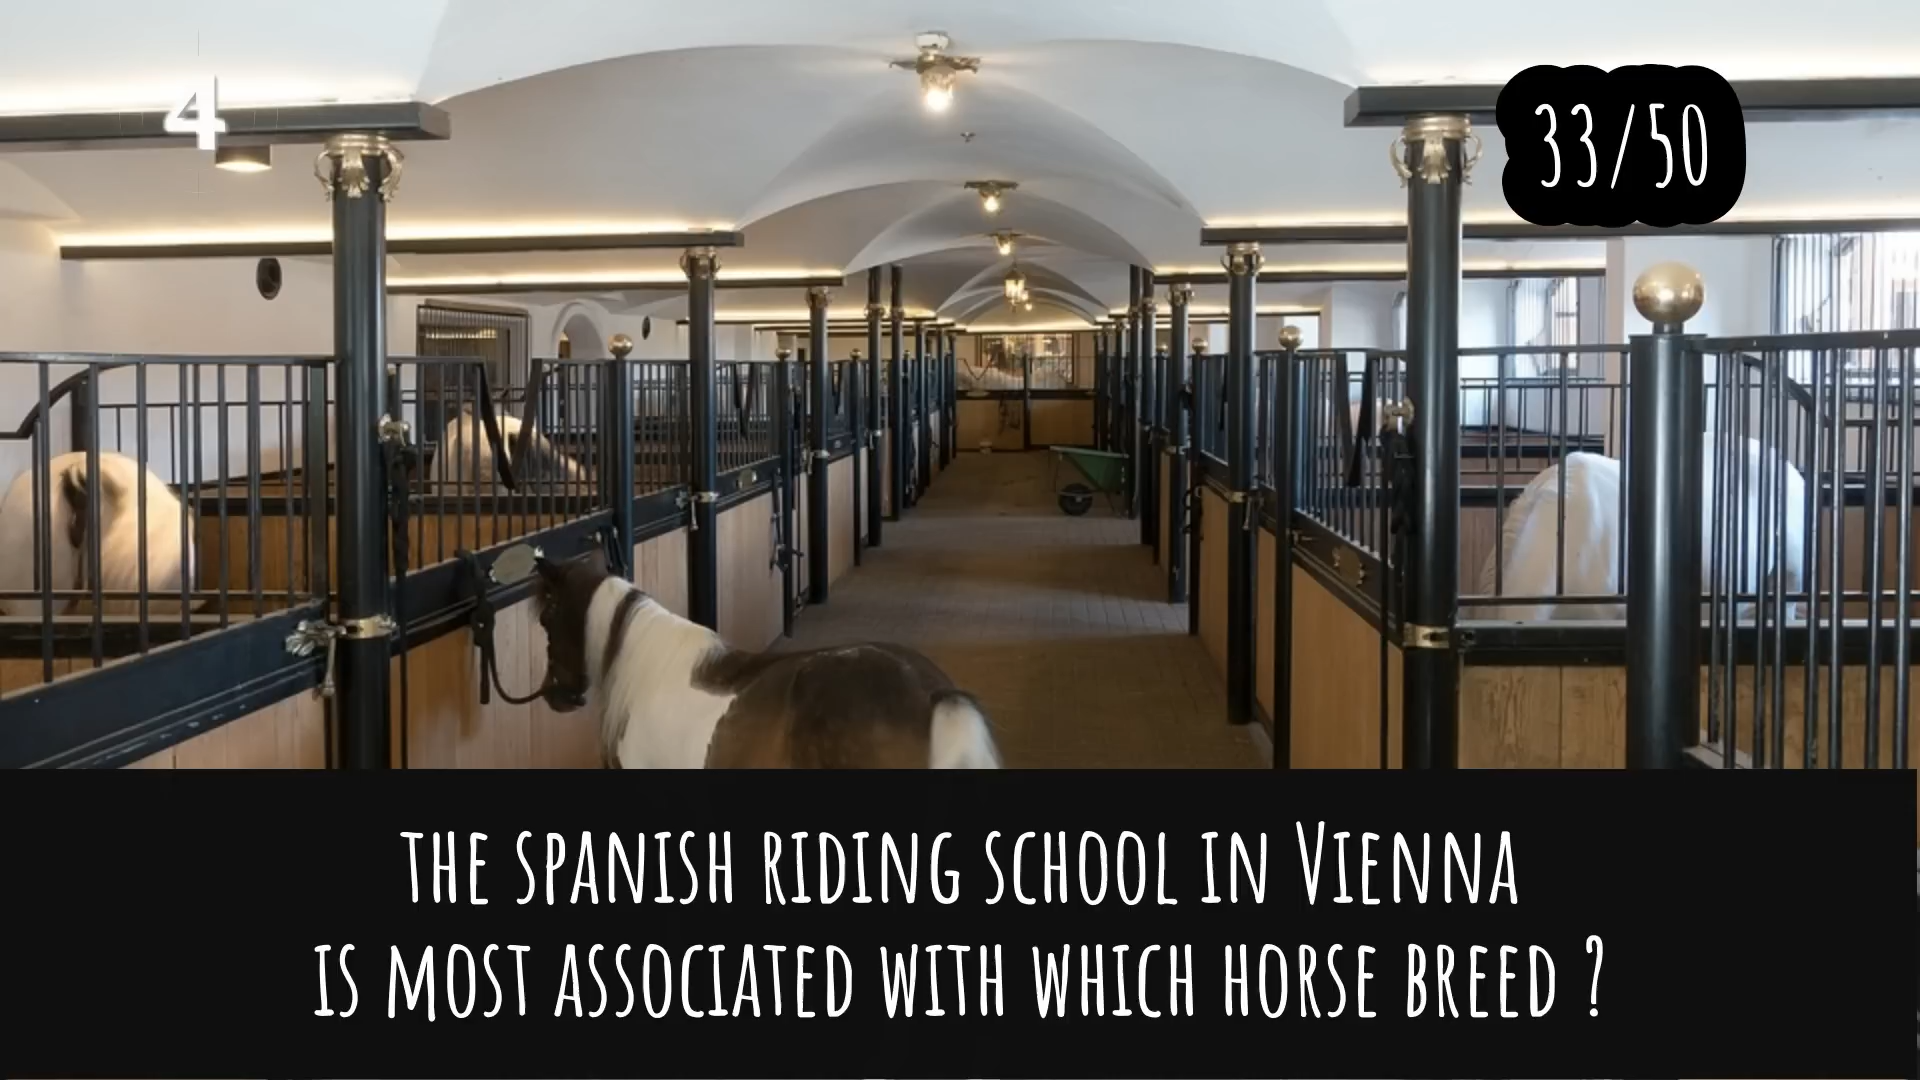 4
33/50
THE SPANISH RIDING SCHOOL IN VIENNA
IS MOST ASSOCIATED WITH WHICH HORSE BREED ?